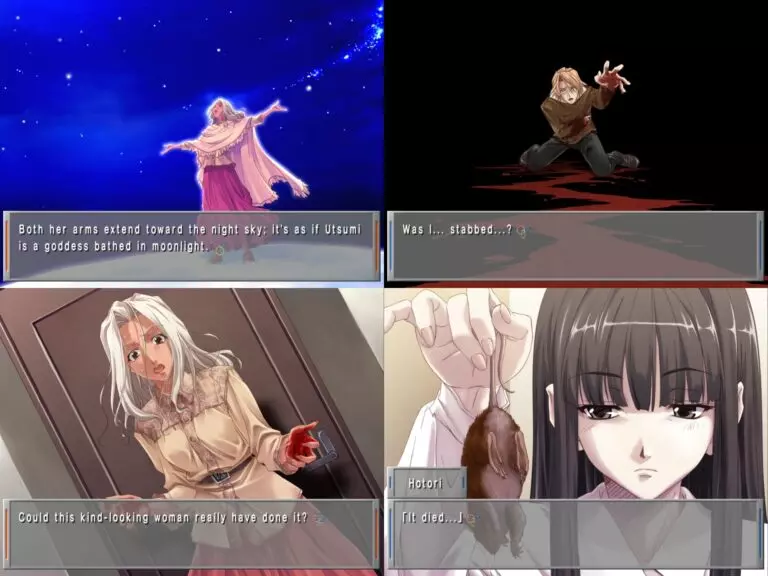 Both her arms extend toward the night sky; it's as if Utsumi
is a goddess bathed in moonlight.
Was I... stabbed...?
Could this kind-looking woman really have done it?
Hotori
「It died...」